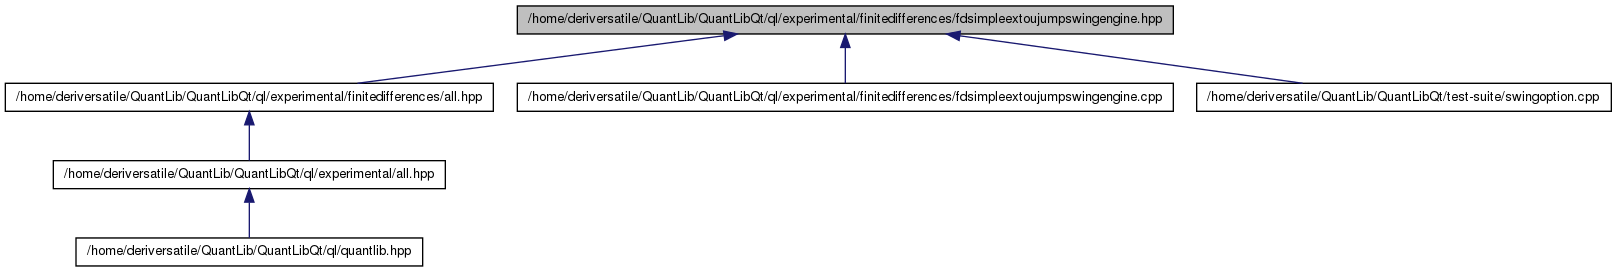 /home/deriversatile/QuantLib/QuantLibQt/ql/experimental/finitedifferences/fdsimpleextoujumpswingengine.hpp
/home/deriversatile/QuantLib/QuantLibQt/ql/experimental/finitedifferences/all.hpp
/home/deriversatile/QuantLib/QuantLibQt/ql/experimental/finitedifferences/fdsimpleextoujumpswingengine.cpp
/home/deriversatile/QuantLib/QuantLibQt/test-suite/swingoption.cpp
/home/deriversatile/QuantLib/QuantLibQt/ql/experimental/all.hpp
/home/deriversatile/QuantLib/QuantLibQt/ql/quantlib.hpp